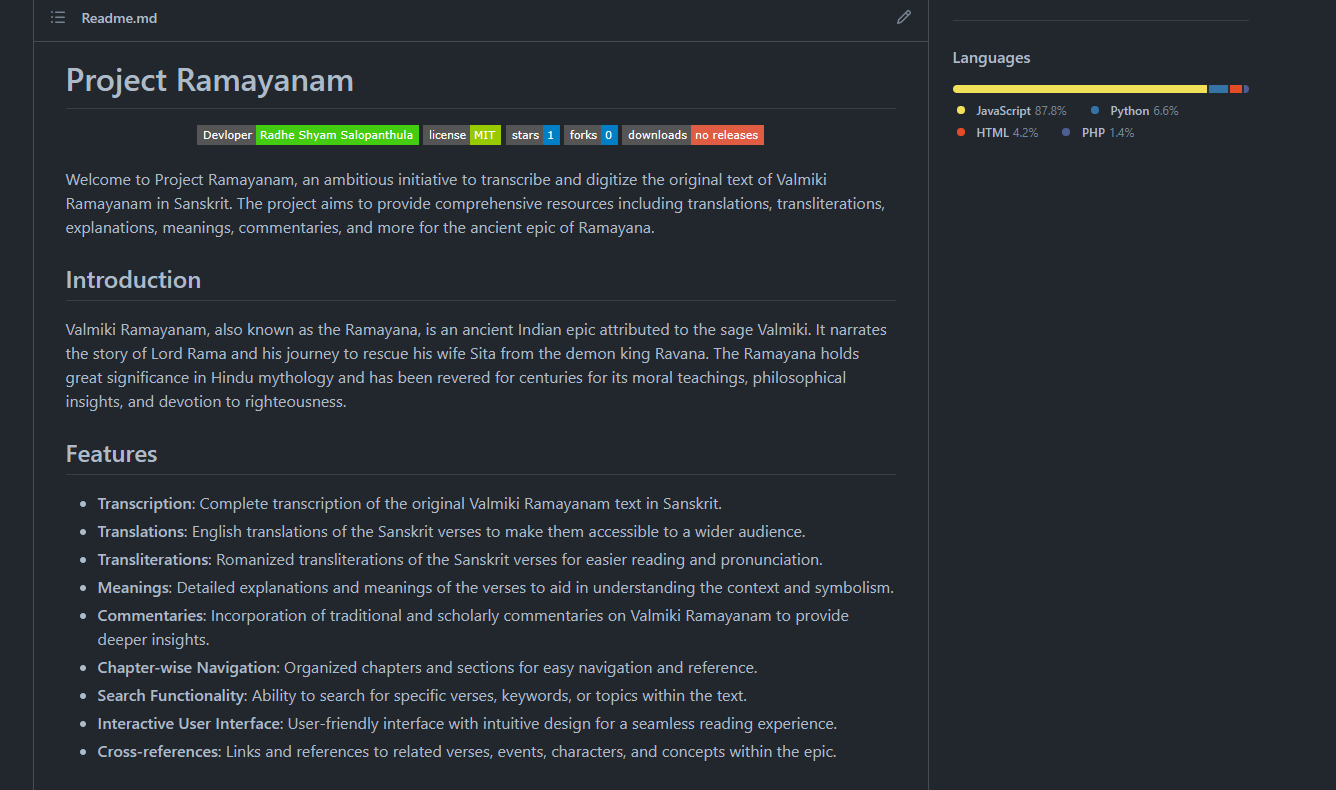 Readme.md
Project Ramayanam
Devloper Radhe Shyam Salopanthula license MIT stars 1 forks 0 downloads no releases
Welcome to Project Ramayanam, an ambitious initiative to transcribe and digitize the original text of Valmiki
Ramayanam in Sanskrit. The project aims to provide comprehensive resources including translations, transliterations,
explanations, meanings, commentaries, and more for the ancient epic of Ramayana.
Introduction
Valmiki Ramayanam, also known as the Ramayana, is an ancient Indian epic attributed to the sage Valmiki. It narrates
the story of Lord Rama and his journey to rescue his wife Sita from the demon king Ravana. The Ramayana holds
great significance in Hindu mythology and has been revered for centuries for its moral teachings, philosophical
insights, and devotion to righteousness.
Features
• Transcription: Complete transcription of the original Valmiki Ramayanam text in Sanskrit.
• Translations: English translations of the Sanskrit verses to make them accessible to a wider audience.
• Transliterations: Romanized transliterations of the Sanskrit verses for easier reading and pronunciation.
• Meanings: Detailed explanations and meanings of the verses to aid in understanding the context and symbolism.
• Commentaries: Incorporation of traditional and scholarly commentaries on Valmiki Ramayanam to provide
deeper insights.
• Chapter-wise Navigation: Organized chapters and sections for easy navigation and reference.
• Search Functionality: Ability to search for specific verses, keywords, or topics within the text.
• Interactive User Interface: User-friendly interface with intuitive design for a seamless reading experience.
• Cross-references: Links and references to related verses, events, characters, and concepts within the epic.
Languages
JavaScript 87.8% Python 6.6%
HTML 4.2% PHP 1.4%